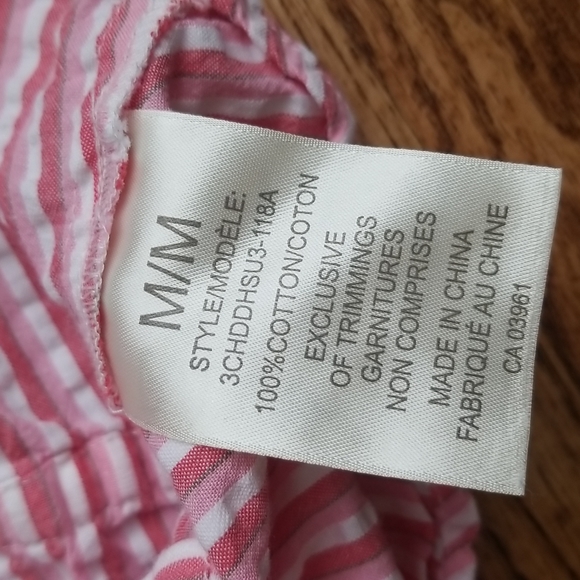 M/M
STYLE/MODÈLE:
3CHDDHSU3-118A
100%COTTON/COTON
EXCLUSIVE
OF TRIMMINGS
GARNITURES
NON COMPRISES
MADE IN CHINA
FABRIQUÉ AU CHINE
CA 03961